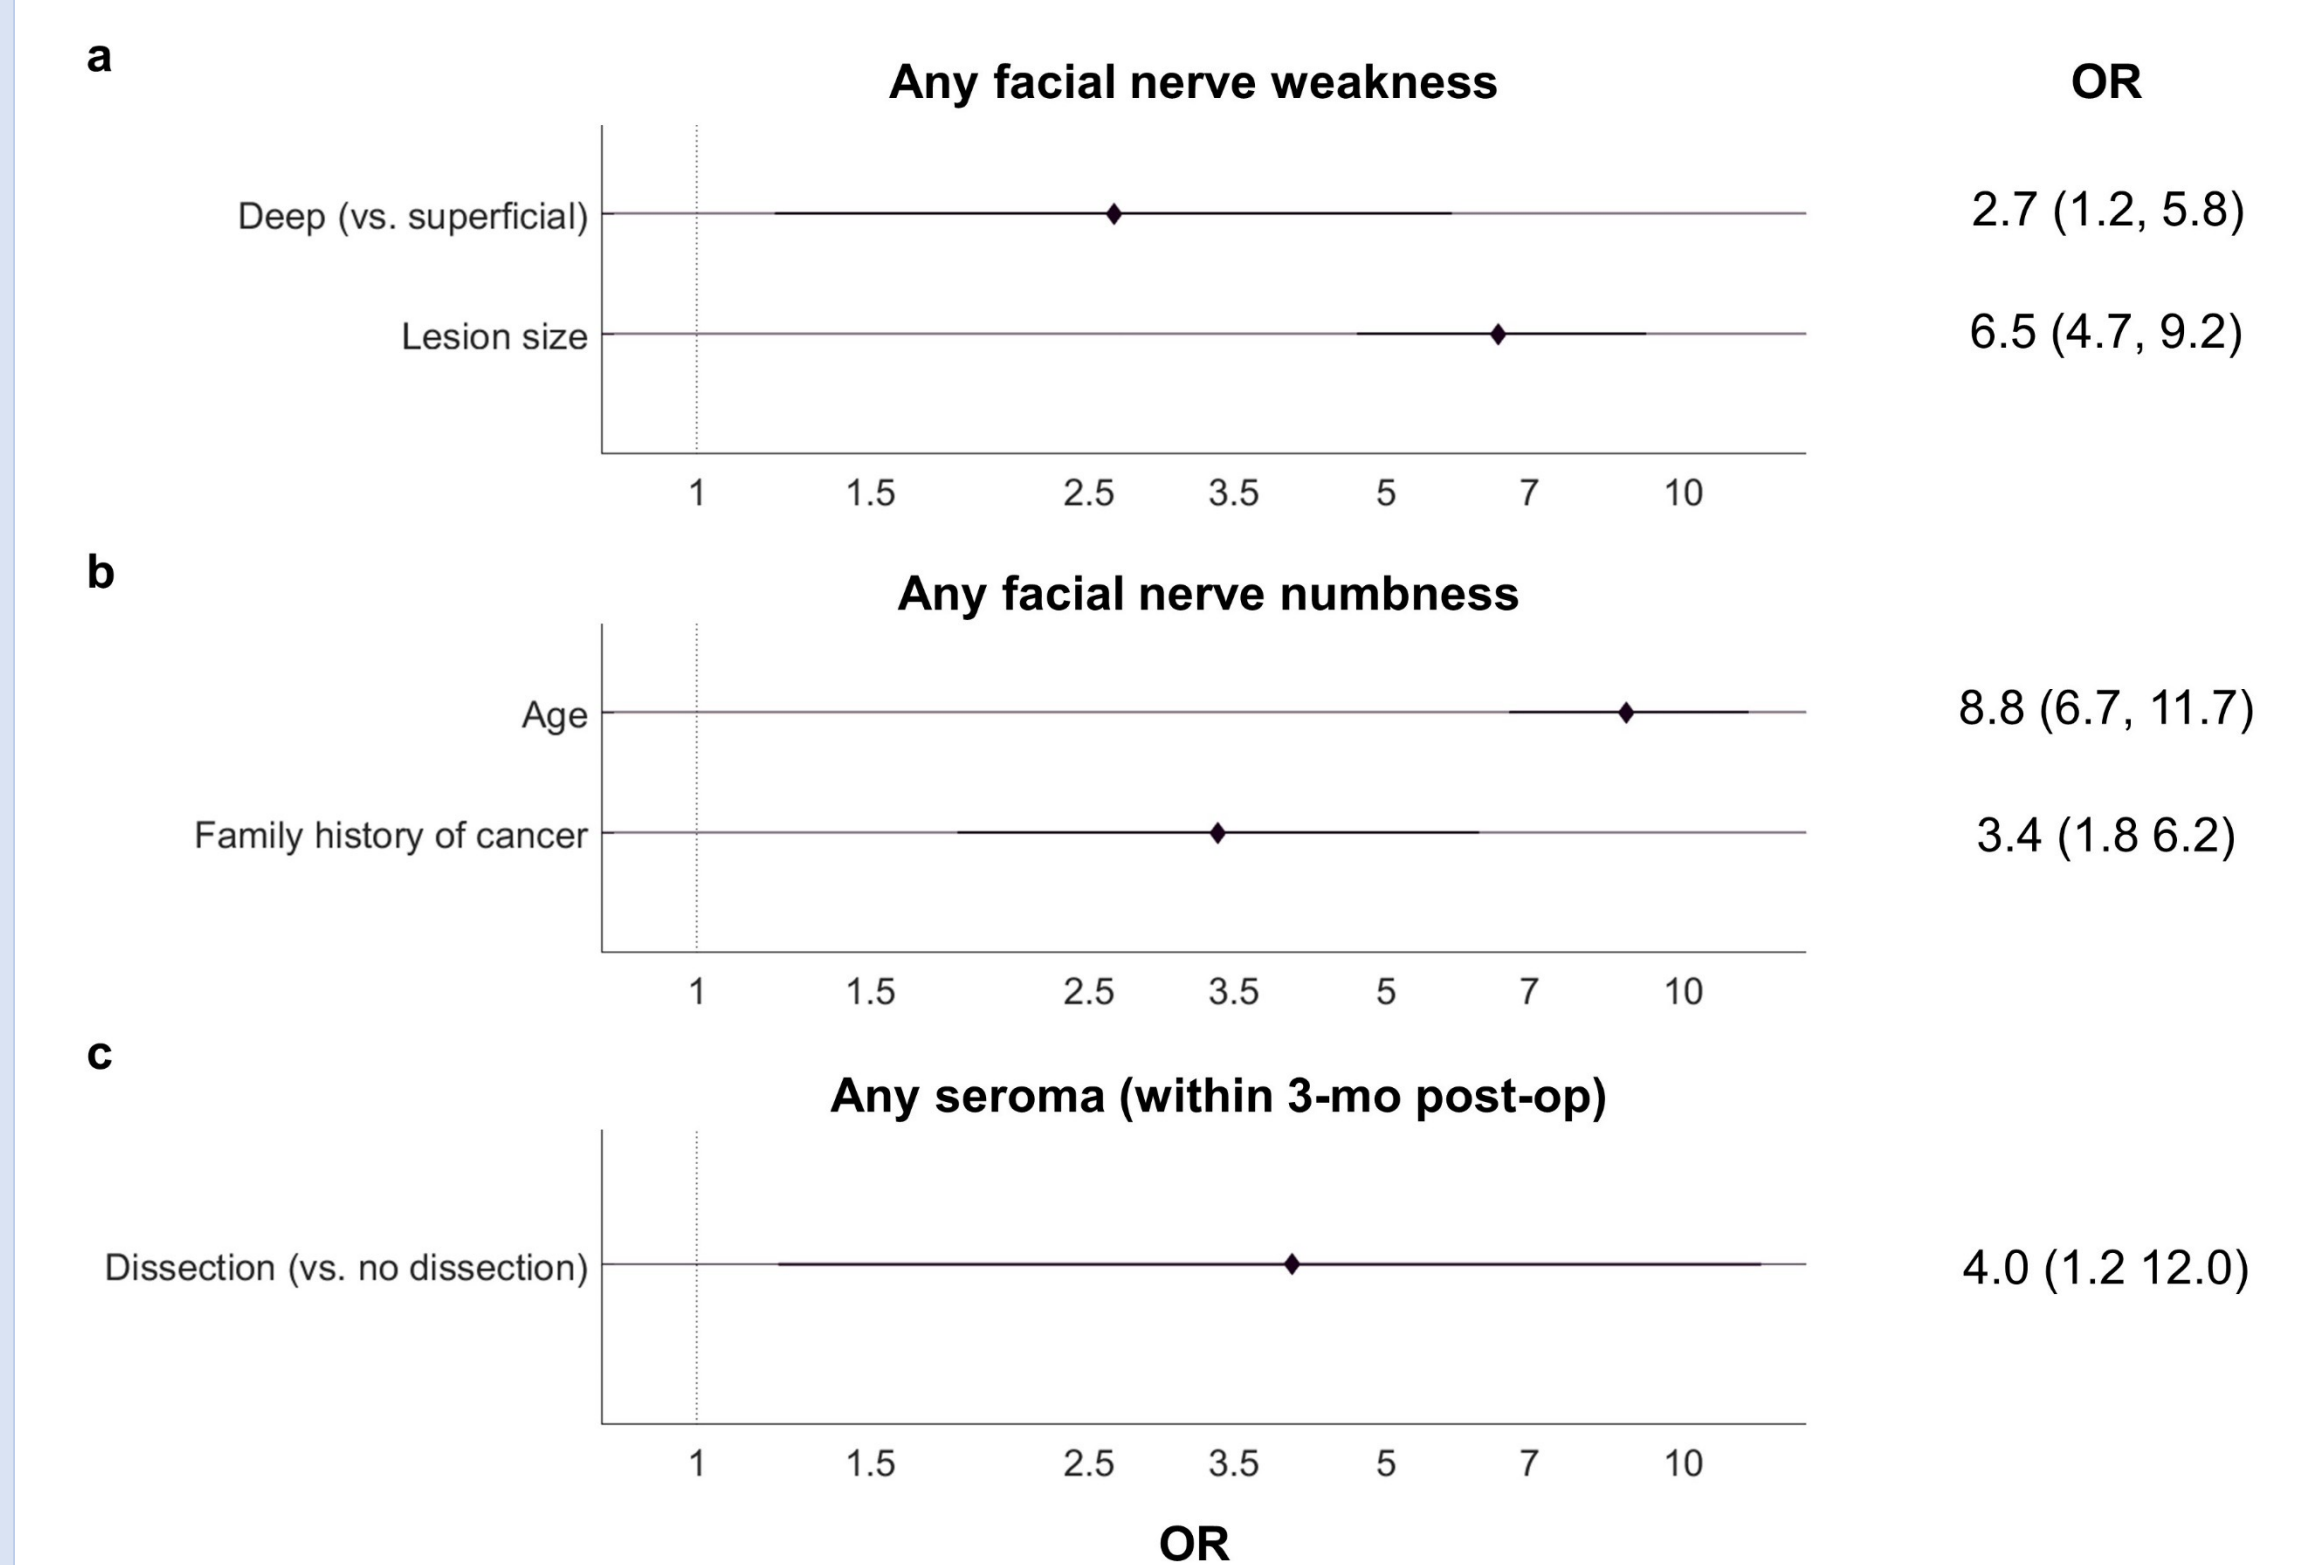 a
Any facial nerve weakness
OR
Deep (vs. superficial)
2.7 (1.2, 5.8)
Lesion size
6.5 (4.7, 9.2)
1 1.5 2.5 3.5 5 7 10
b
Any facial nerve numbness
Age
8.8 (6.7, 11.7)
Family history of cancer
3.4 (1.8 6.2)
1 1.5 2.5 3.5 5 7 10
c
Any seroma (within 3-mo post-op)
Dissection (vs. no dissection)
4.0 (1.2 12.0)
1 1.5 2.5 3.5 5 7 10
OR